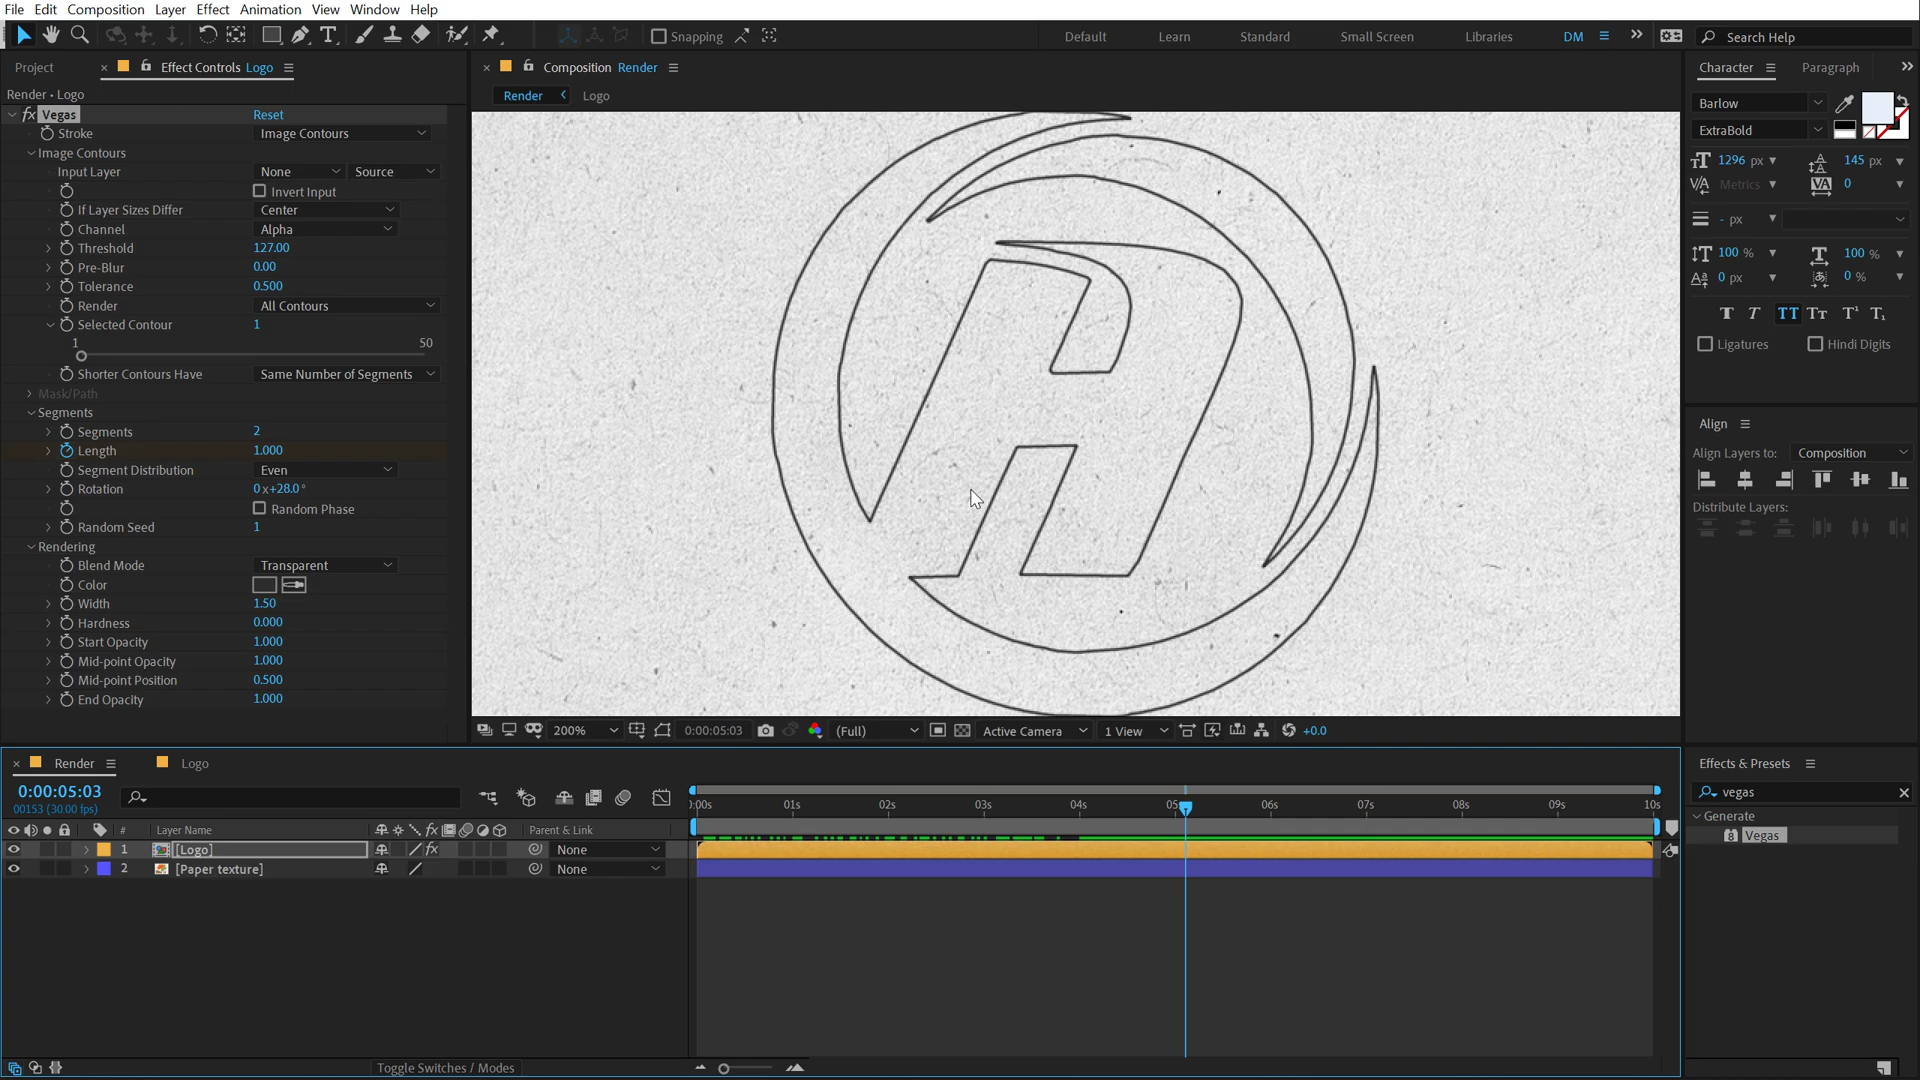 File Edit Composition Layer Effect Animation View Window Help
Snapping Default Learn Standard Small Screen Libraries DM Search Help
Project Effect Controls Logo
Composition Render
Character Paragraph
Render • Logo
Render Logo
fx Vegas Reset
Stroke Image Contours
Image Contours
Input Layer None Source
Invert Input
If Layer Sizes Differ Center
Channel Alpha
Threshold 127.00
Pre-Blur 0.00
Tolerance 0.500
Render All Contours
Selected Contour 1
1 50
Shorter Contours Have Same Number of Segments
Mask/Path
Segments
Segments 2
Length 1.000
Segment Distribution Even
Rotation 0x+28.0°
Random Phase
Random Seed 1
Rendering
Blend Mode Transparent
Color
Width 1.50
Hardness 0.000
Start Opacity 1.000
Mid-point Opacity 1.000
Mid-point Position 0.500
End Opacity 1.000
200% 0:00:05:03 (Full) Active Camera 1 View +0.0
Barlow
ExtraBold
1296 px 145 px
Metrics 0
- px
100 % 100 %
0 px 0 %
T T TT Tт T¹ T₁
Ligatures Hindi Digits
Align
Align Layers to: Composition
Distribute Layers:
Effects & Presets
vegas
Generate
Vegas
Render Logo
0:00:05:03
00153 (30.00 fps)
:00s 01s 02s 03s 04s 05s 06s 07s 08s 09s 10s
# Layer Name fx Parent & Link
1 [Logo] fx None
2 [Paper texture] None
Toggle Switches / Modes